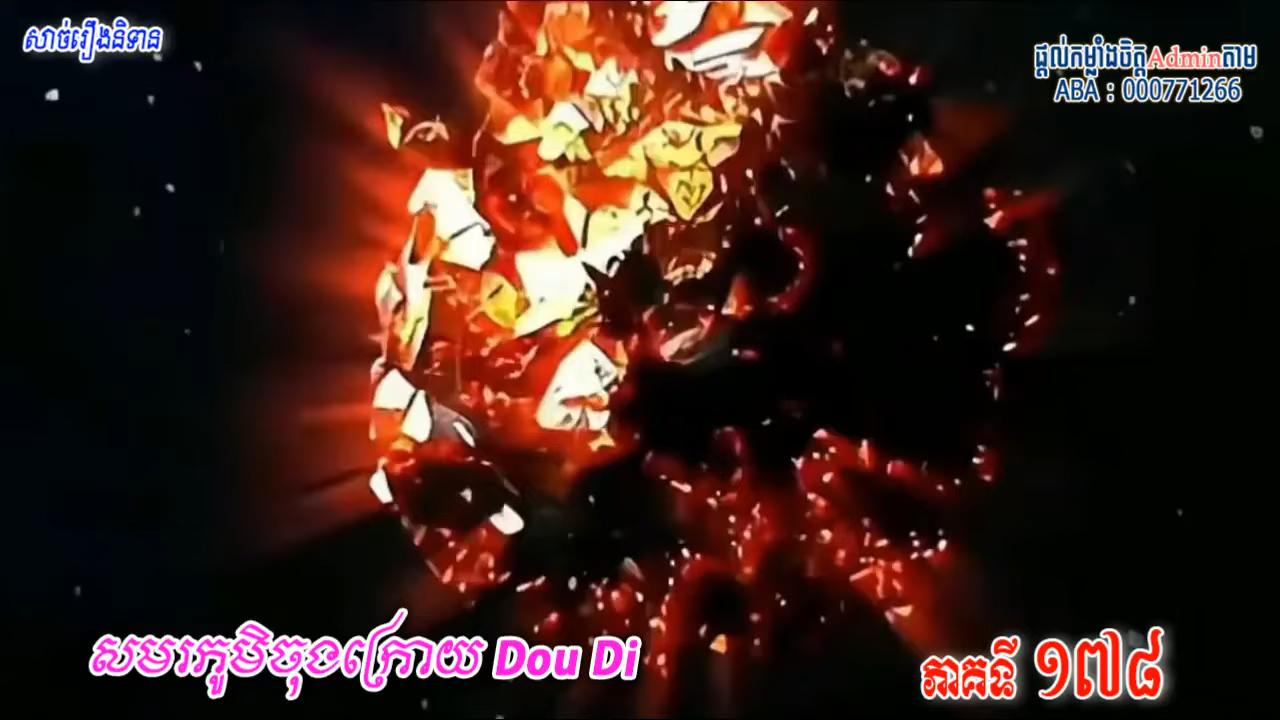 សាច់រឿងនិទាន
ផ្តល់កម្លាំងចិត្តAdminតាម
ABA : 000771266
សមរភូមិចុងក្រោយ Dou Di
ភាគទី ១៧៨